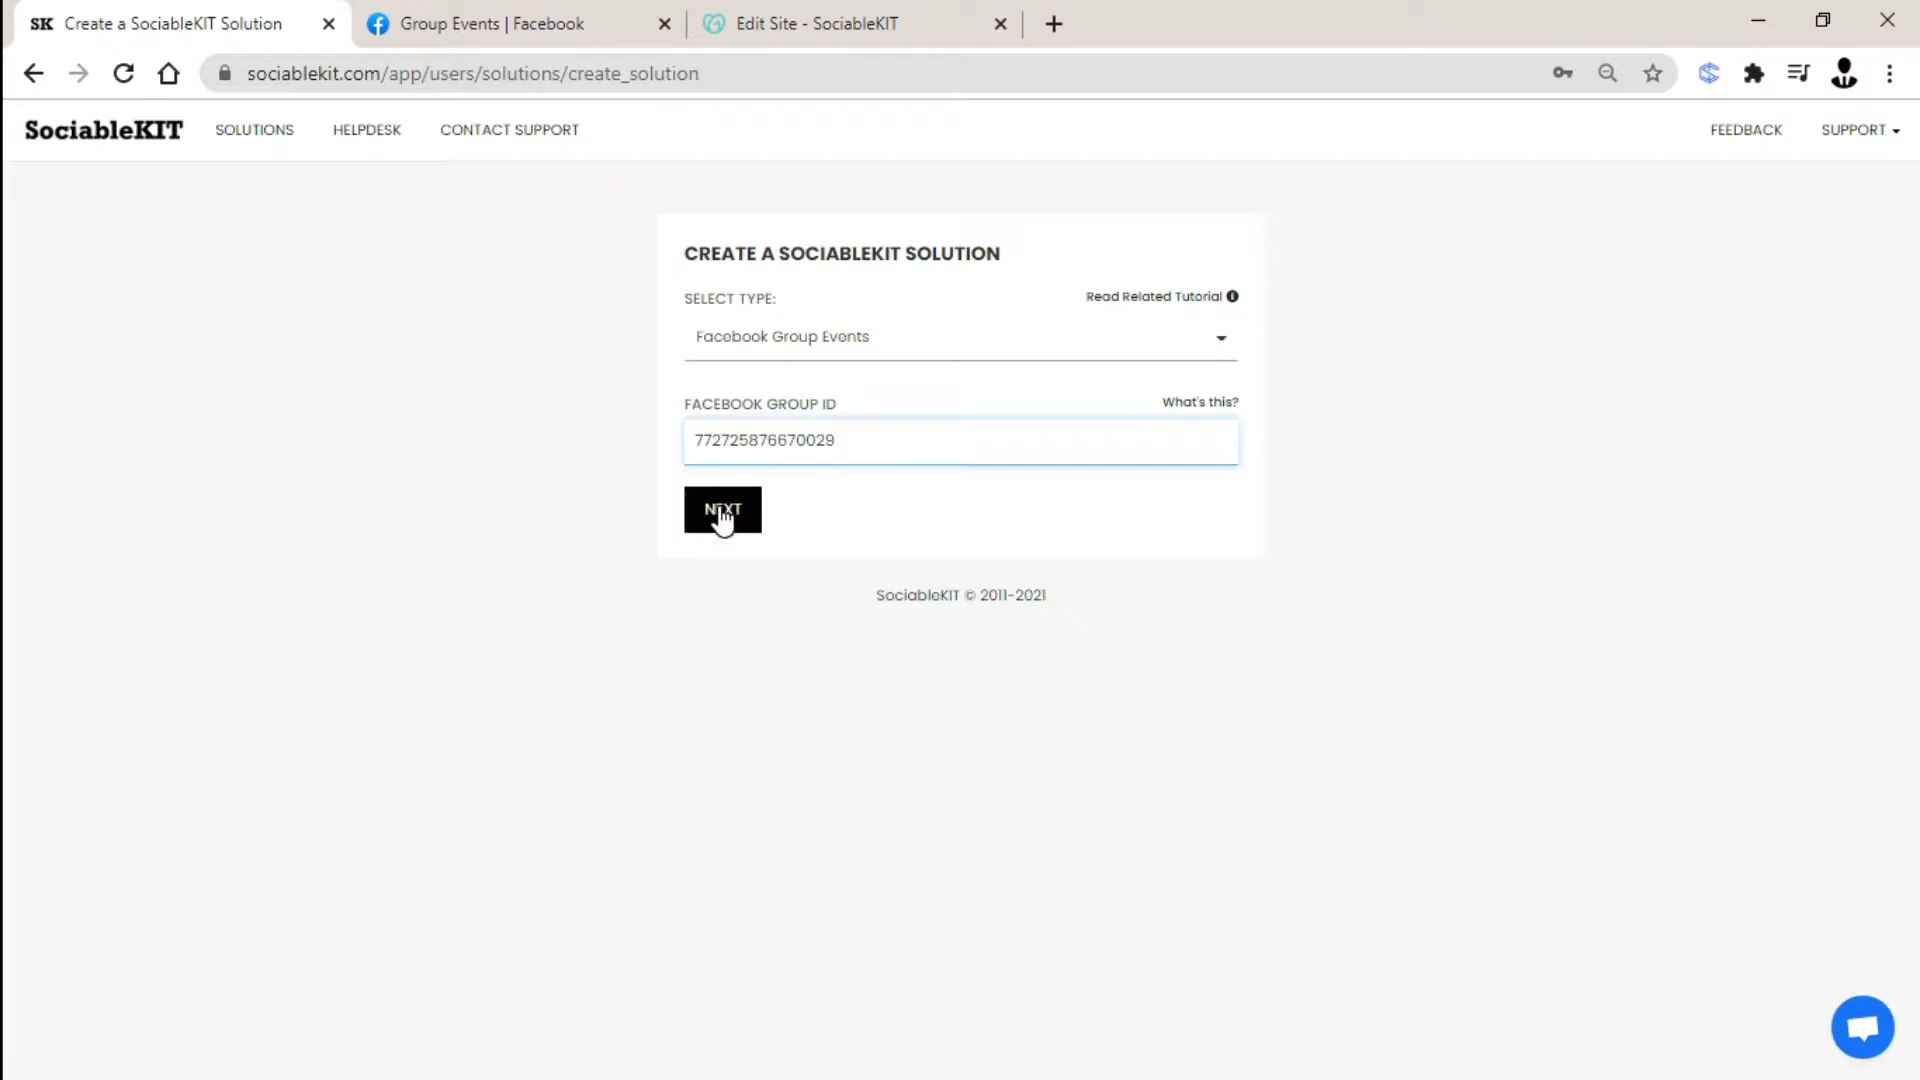 SK Create a SociableKIT Solution
Group Events | Facebook
Edit Site - SociableKIT
sociablekit.com/app/users/solutions/create_solution
SociableKIT SOLUTIONS HELPDESK CONTACT SUPPORT FEEDBACK SUPPORT
CREATE A SOCIABLEKIT SOLUTION
SELECT TYPE: Read Related Tutorial
Facebook Group Events
FACEBOOK GROUP ID What's this?
772725876670029
NEXT
SociableKIT © 2011-2021